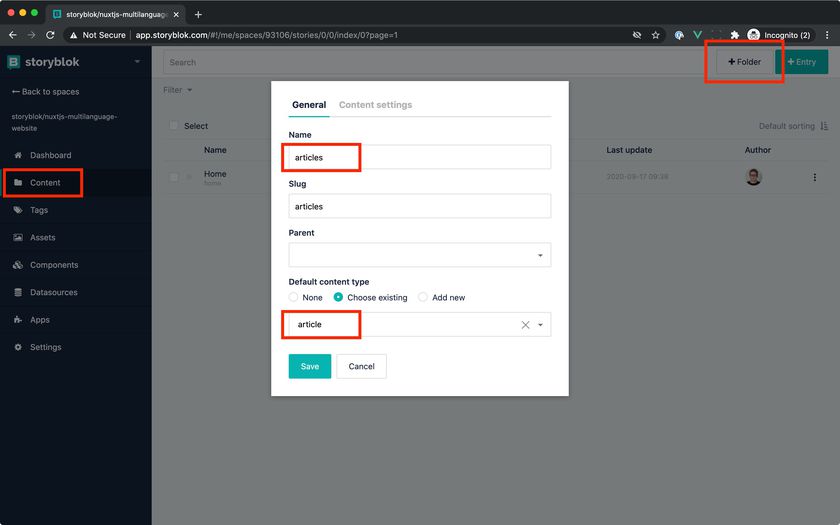 storyblok/nuxtjs-multilanguage-
Not Secure
app.storyblok.com/#!/me/spaces/93106/stories/0/0/index/0?page=1
Incognito (2)
storyblok
Search
Folder
Entry
Back to spaces
Filter
storyblok/nuxtjs-multilanguage-
website
Select
Default sorting
Name
Last update
Author
Home
home
2020-09-17 09:38
Dashboard
Content
Tags
Assets
Components
Datasources
Apps
Settings
General
Content settings
Name
articles
Slug
articles
Parent
Default content type
None
Choose existing
Add new
article
Save
Cancel